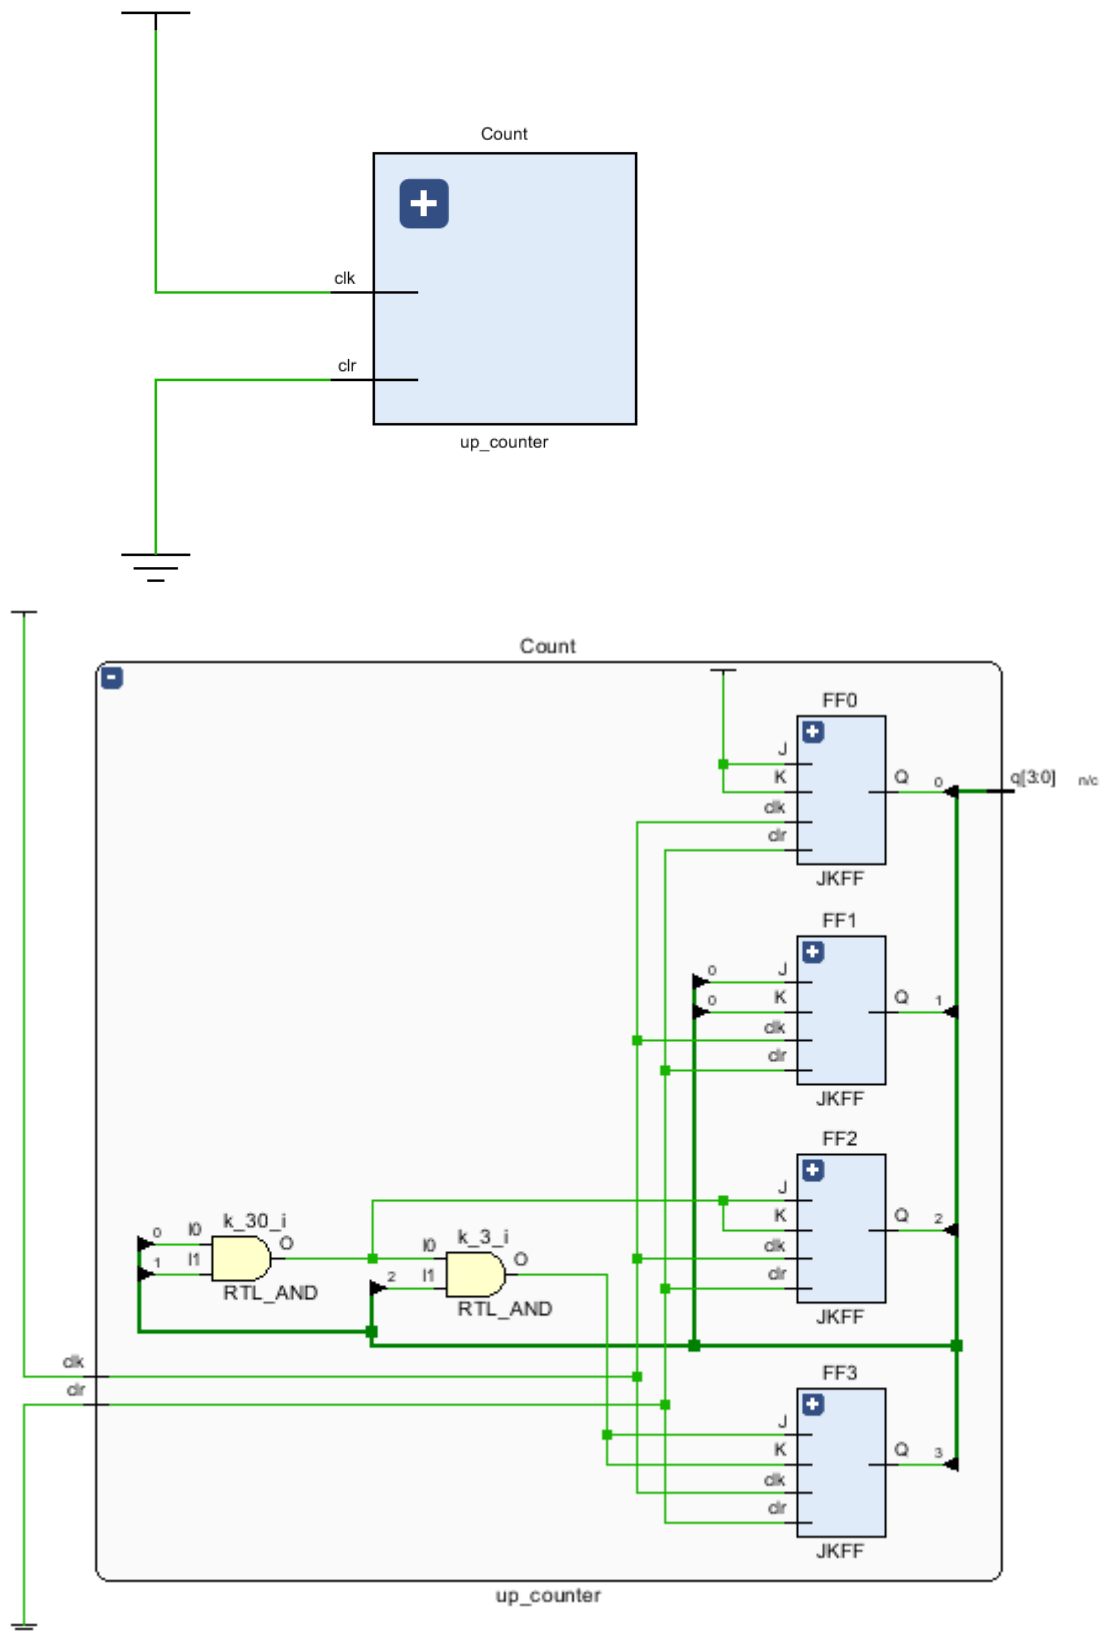 Count
clk
clr
up_counter
Count
FF0
J
K
clk
clr
Q
0
q[3:0]
n/c
JKFF
FF1
0
J
0
K
clk
clr
Q
1
JKFF
FF2
J
K
clk
clr
Q
2
JKFF
k_30_i
0
I0
1
I1
O
RTL_AND
k_3_i
I0
2
I1
O
RTL_AND
clk
clr
FF3
J
K
clk
clr
Q
3
JKFF
up_counter